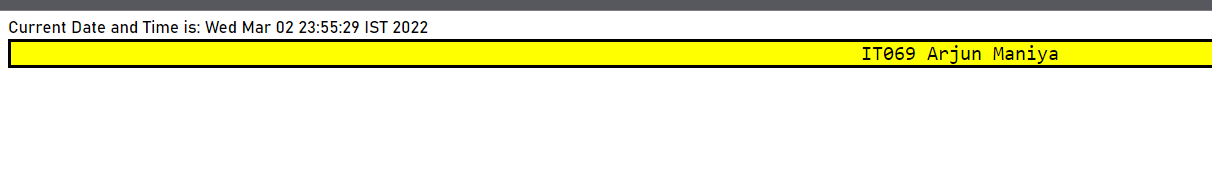 Current Date and Time is: Wed Mar 02 23:55:29 IST 2022
IT069 Arjun Maniya